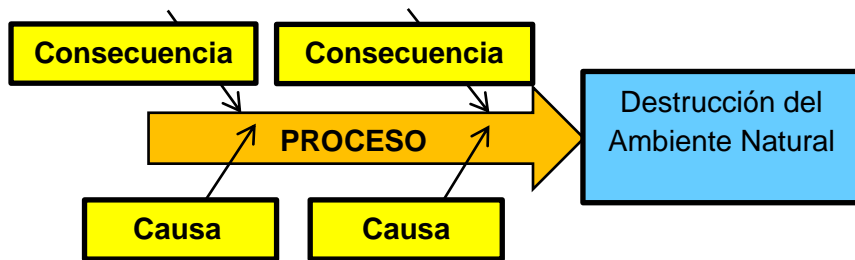 Consecuencia
Consecuencia
PROCESO
Destrucción del
Ambiente Natural
Causa
Causa